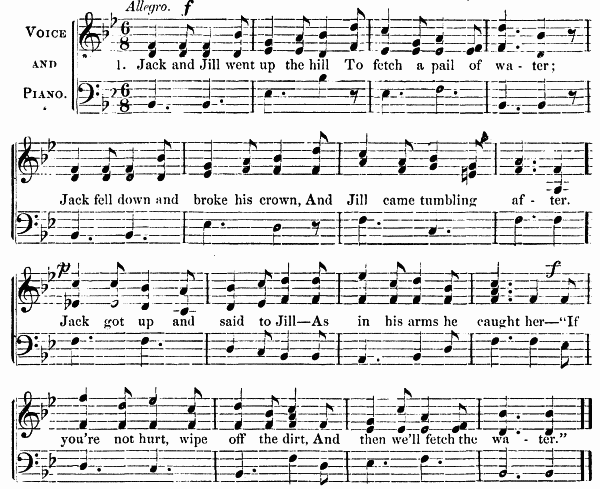 Allegro. f
VOICE AND PIANO.
6 8
1. Jack and Jill went up the hill To fetch a pail of wa - ter;
6 8
Jack fell down and broke his crown, And Jill came tumbling af - ter.
p f
Jack got up and said to Jill—As in his arms he caught her—“If
you're not hurt, wipe off the dirt, And then we'll fetch the wa - ter.”